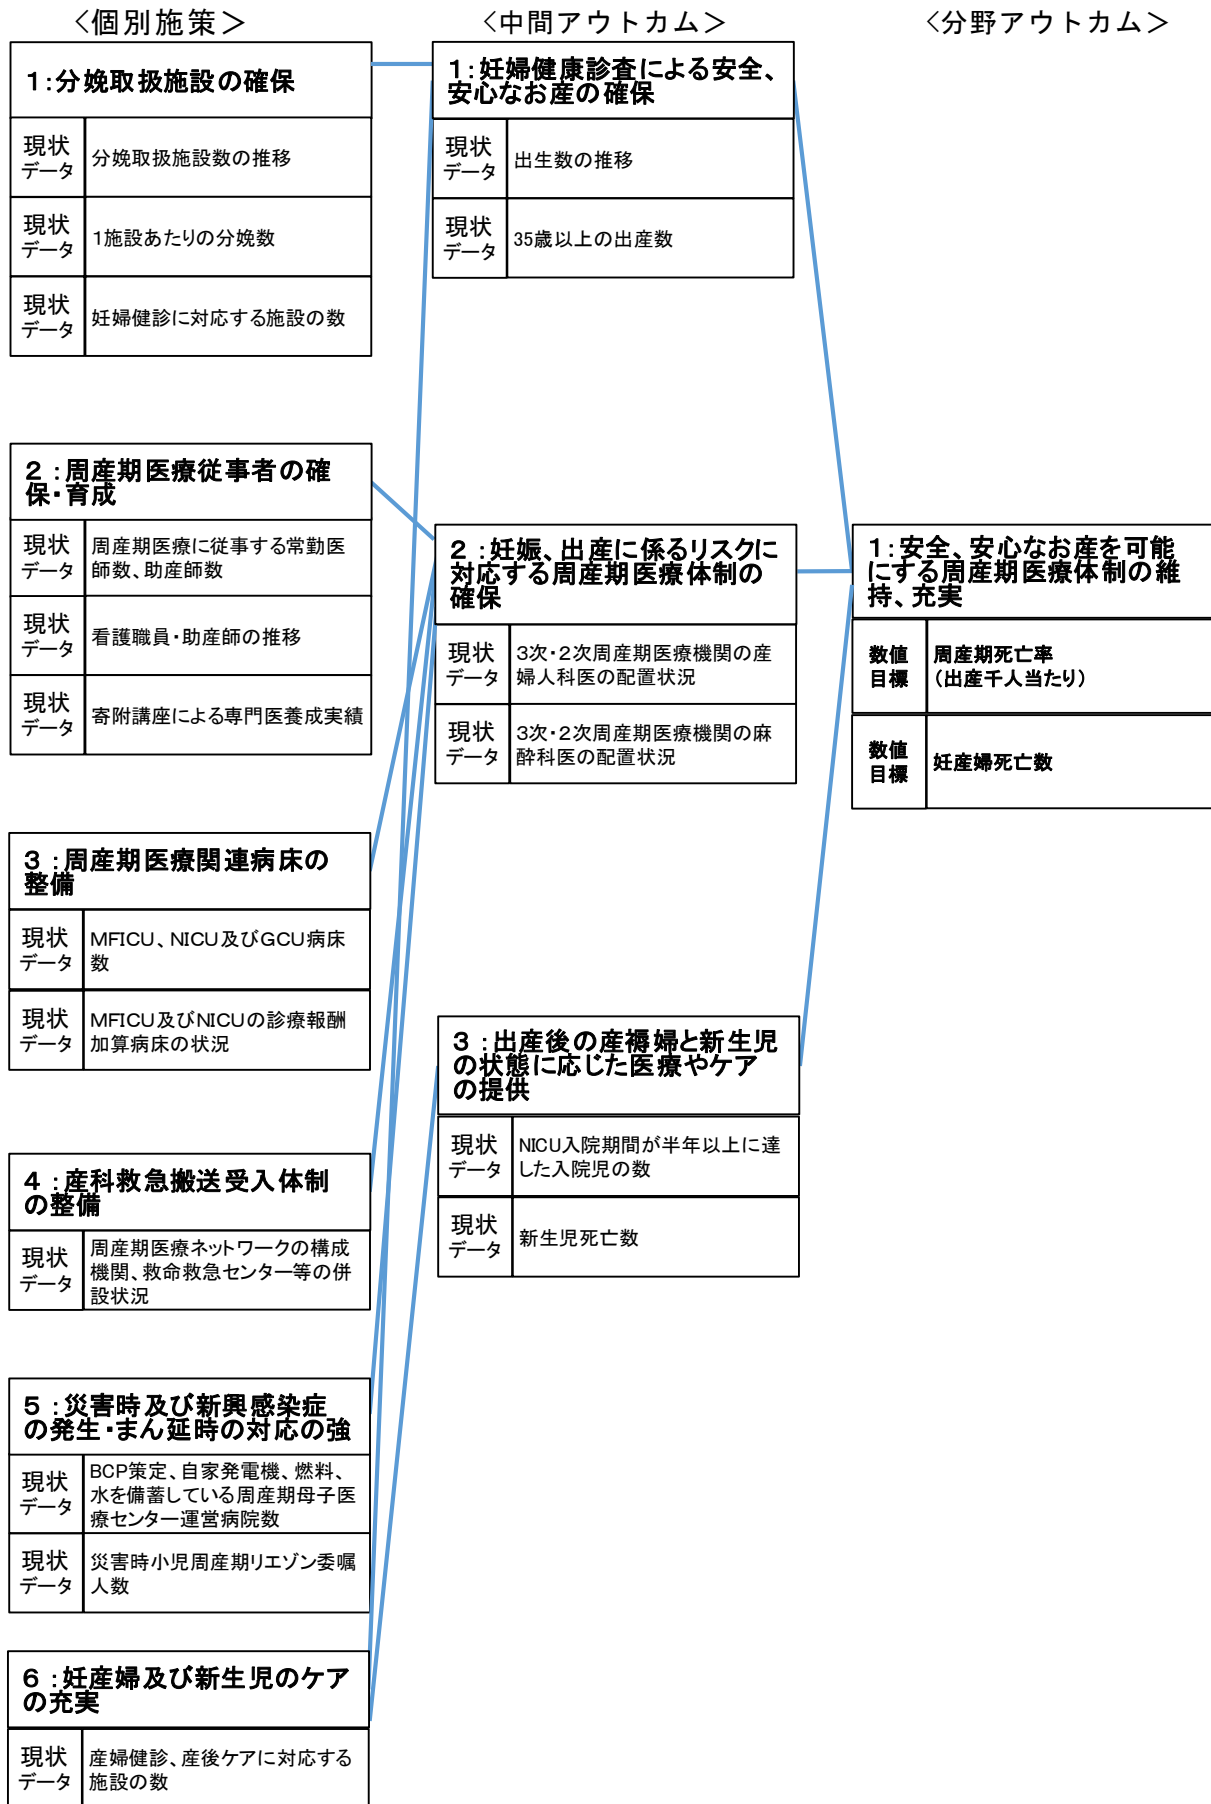 ＜個別施策＞
1：分娩取扱施設の確保
現状
データ
分娩取扱施設数の推移
現状
データ
1施設あたりの分娩数
現状
データ
妊婦健診に対応する施設の数
2：周産期医療従事者の確
保・育成
現状
データ
周産期医療に従事する常勤医
師数、助産師数
現状
データ
看護職員・助産師の推移
現状
データ
寄附講座による専門医養成実績
3：周産期医療関連病床の
整備
現状
データ
MFICU、NICU及びGCU病床
数
現状
データ
MFICU及びNICUの診療報酬
加算病床の状況
4：産科救急搬送受入体制
の整備
現状
データ
周産期医療ネットワークの構成
機関、救命救急センター等の併
設状況
5：災害時及び新興感染症
の発生・まん延時の対応の強
現状
データ
BCP策定、自家発電機、燃料、
水を備蓄している周産期母子医
療センター運営病院数
現状
データ
災害時小児周産期リエゾン委嘱
人数
6：妊産婦及び新生児のケア
の充実
現状
データ
産婦健診、産後ケアに対応する
施設の数
＜中間アウトカム＞
1：妊婦健康診査による安全、
安心なお産の確保
現状
データ
出生数の推移
現状
データ
35歳以上の出産数
2：妊娠、出産に係るリスクに
対応する周産期医療体制の
確保
現状
データ
3次・2次周産期医療機関の産
婦人科医の配置状況
現状
データ
3次・2次周産期医療機関の麻
酔科医の配置状況
3：出産後の産褥婦と新生児
の状態に応じた医療やケア
の提供
現状
データ
NICU入院期間が半年以上に達
した入院児の数
現状
データ
新生児死亡数
＜分野アウトカム＞
1：安全、安心なお産を可能
にする周産期医療体制の維
持、充実
数値
目標
周産期死亡率
（出産千人当たり）
数値
目標
妊産婦死亡数